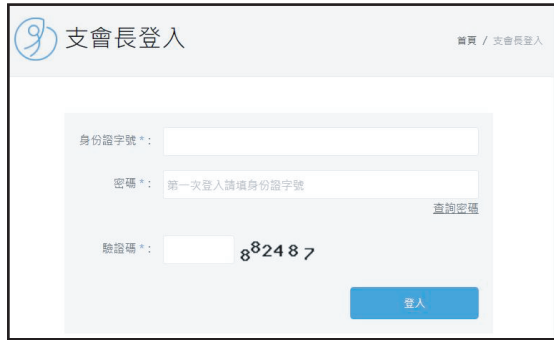 支會長登入
首頁 / 支會長登入
身份證字號 * :
密碼 * : 第一次登入請填身份證字號
查詢密碼
驗證碼 * : 882487
登入